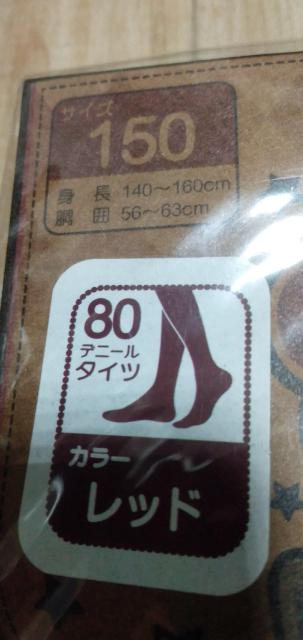 サイズ
150
身長 140～160cm
胴囲 56～63cm
80
デニール
タイツ
カラー
レッド